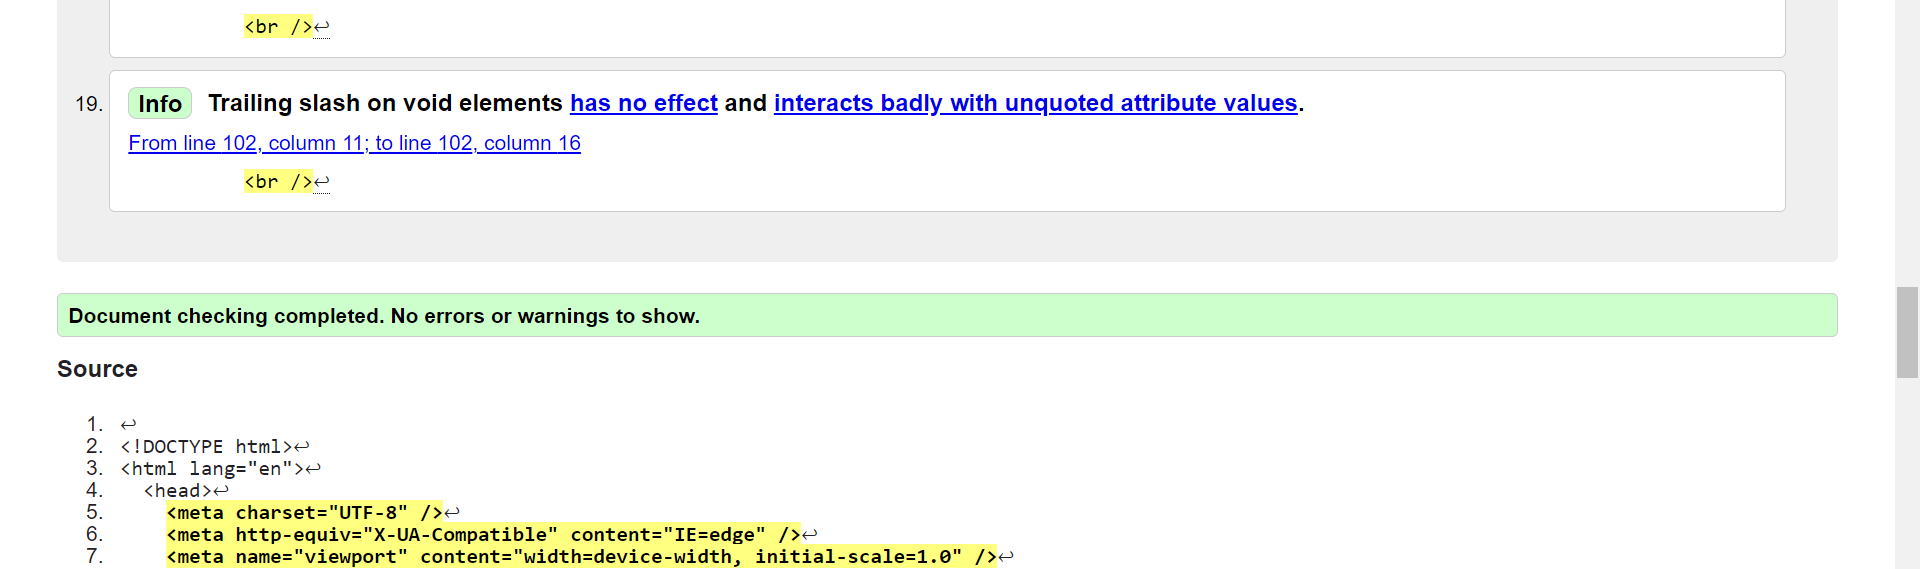 <br />↩
19. Info Trailing slash on void elements has no effect and interacts badly with unquoted attribute values.
From line 102, column 11; to line 102, column 16
<br />↩
Document checking completed. No errors or warnings to show.
Source
1. ↩
2. <!DOCTYPE html>↩
3. <html lang="en">↩
4. <head>↩
5. <meta charset="UTF-8" />↩
6. <meta http-equiv="X-UA-Compatible" content="IE=edge" />↩
7. <meta name="viewport" content="width=device-width, initial-scale=1.0" />↩